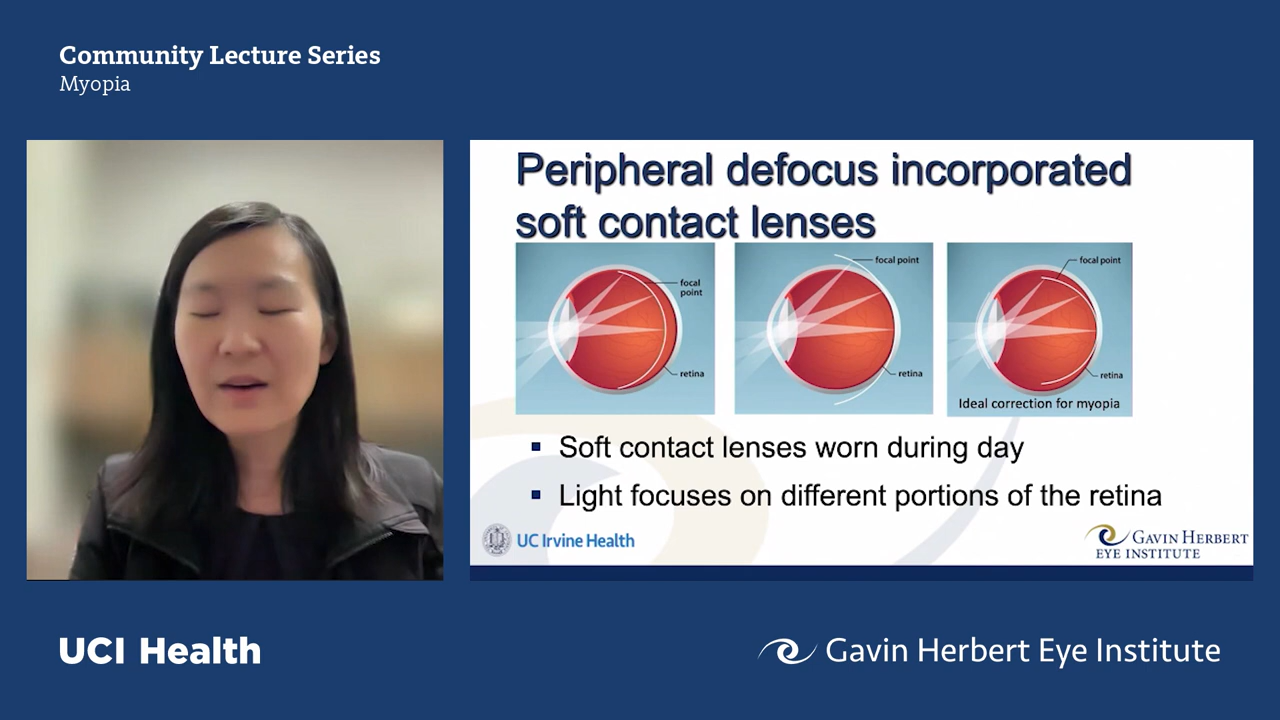 Community Lecture Series
Myopia
Peripheral defocus incorporated
soft contact lenses
focal
point
retina
focal point
retina
focal point
retina
Ideal correction for myopia
▪ Soft contact lenses worn during day
▪ Light focuses on different portions of the retina
UC Irvine Health
GAVIN HERBERT
EYE INSTITUTE
UCI Health
Gavin Herbert Eye Institute